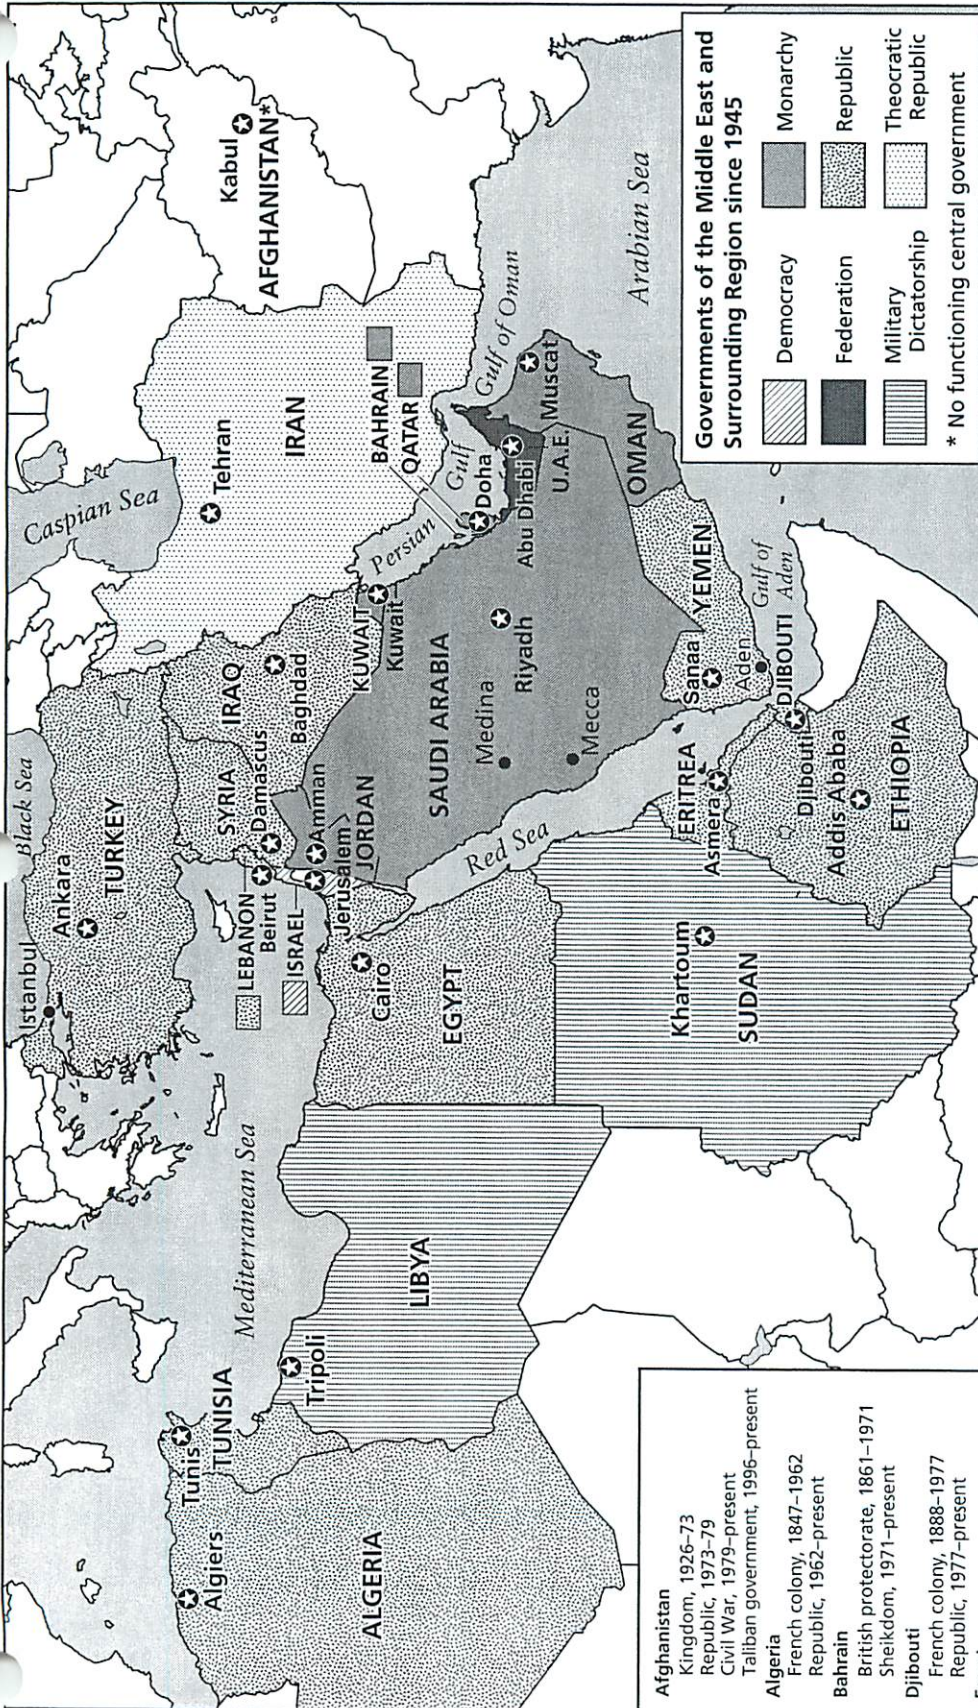 Caspian Sea
Black Sea
Istanbul
Ankara
TURKEY
Tehran
IRAN
Kabul
AFGHANISTAN*
BAHRAIN
QATAR
SYRIA
Damascus
IRAQ
Baghdad
LEBANON
Beirut
ISRAEL
Amman
Jerusalem
JORDAN
KUWAIT
Kuwait
Persian Gulf
Gulf of Oman
Doha
Abu Dhabi
U.A.E.
Muscat
OMAN
Arabian Sea
SAUDI ARABIA
Riyadh
Medina
Mecca
Red Sea
Sanaa
YEMEN
Aden
Gulf of
Aden
DJIBOUTI
Djibouti
ERITREA
Asmera
Addis Ababa
ETHIOPIA
Mediterranean Sea
Cairo
EGYPT
Khartoum
SUDAN
LIBYA
Tripoli
TUNISIA
Tunis
Algiers
ALGERIA
Governments of the Middle East and
Surrounding Region since 1945
Democracy
Monarchy
Federation
Republic
Military
Dictatorship
Theocratic
Republic
* No functioning central government
Afghanistan
Kingdom, 1926–73
Republic, 1973–79
Civil War, 1979–present
Taliban government, 1996–present
Algeria
French colony, 1847–1962
Republic, 1962–present
Bahrain
British protectorate, 1861–1971
Sheikdom, 1971–present
Djibouti
French colony, 1888–1977
Republic, 1977–present